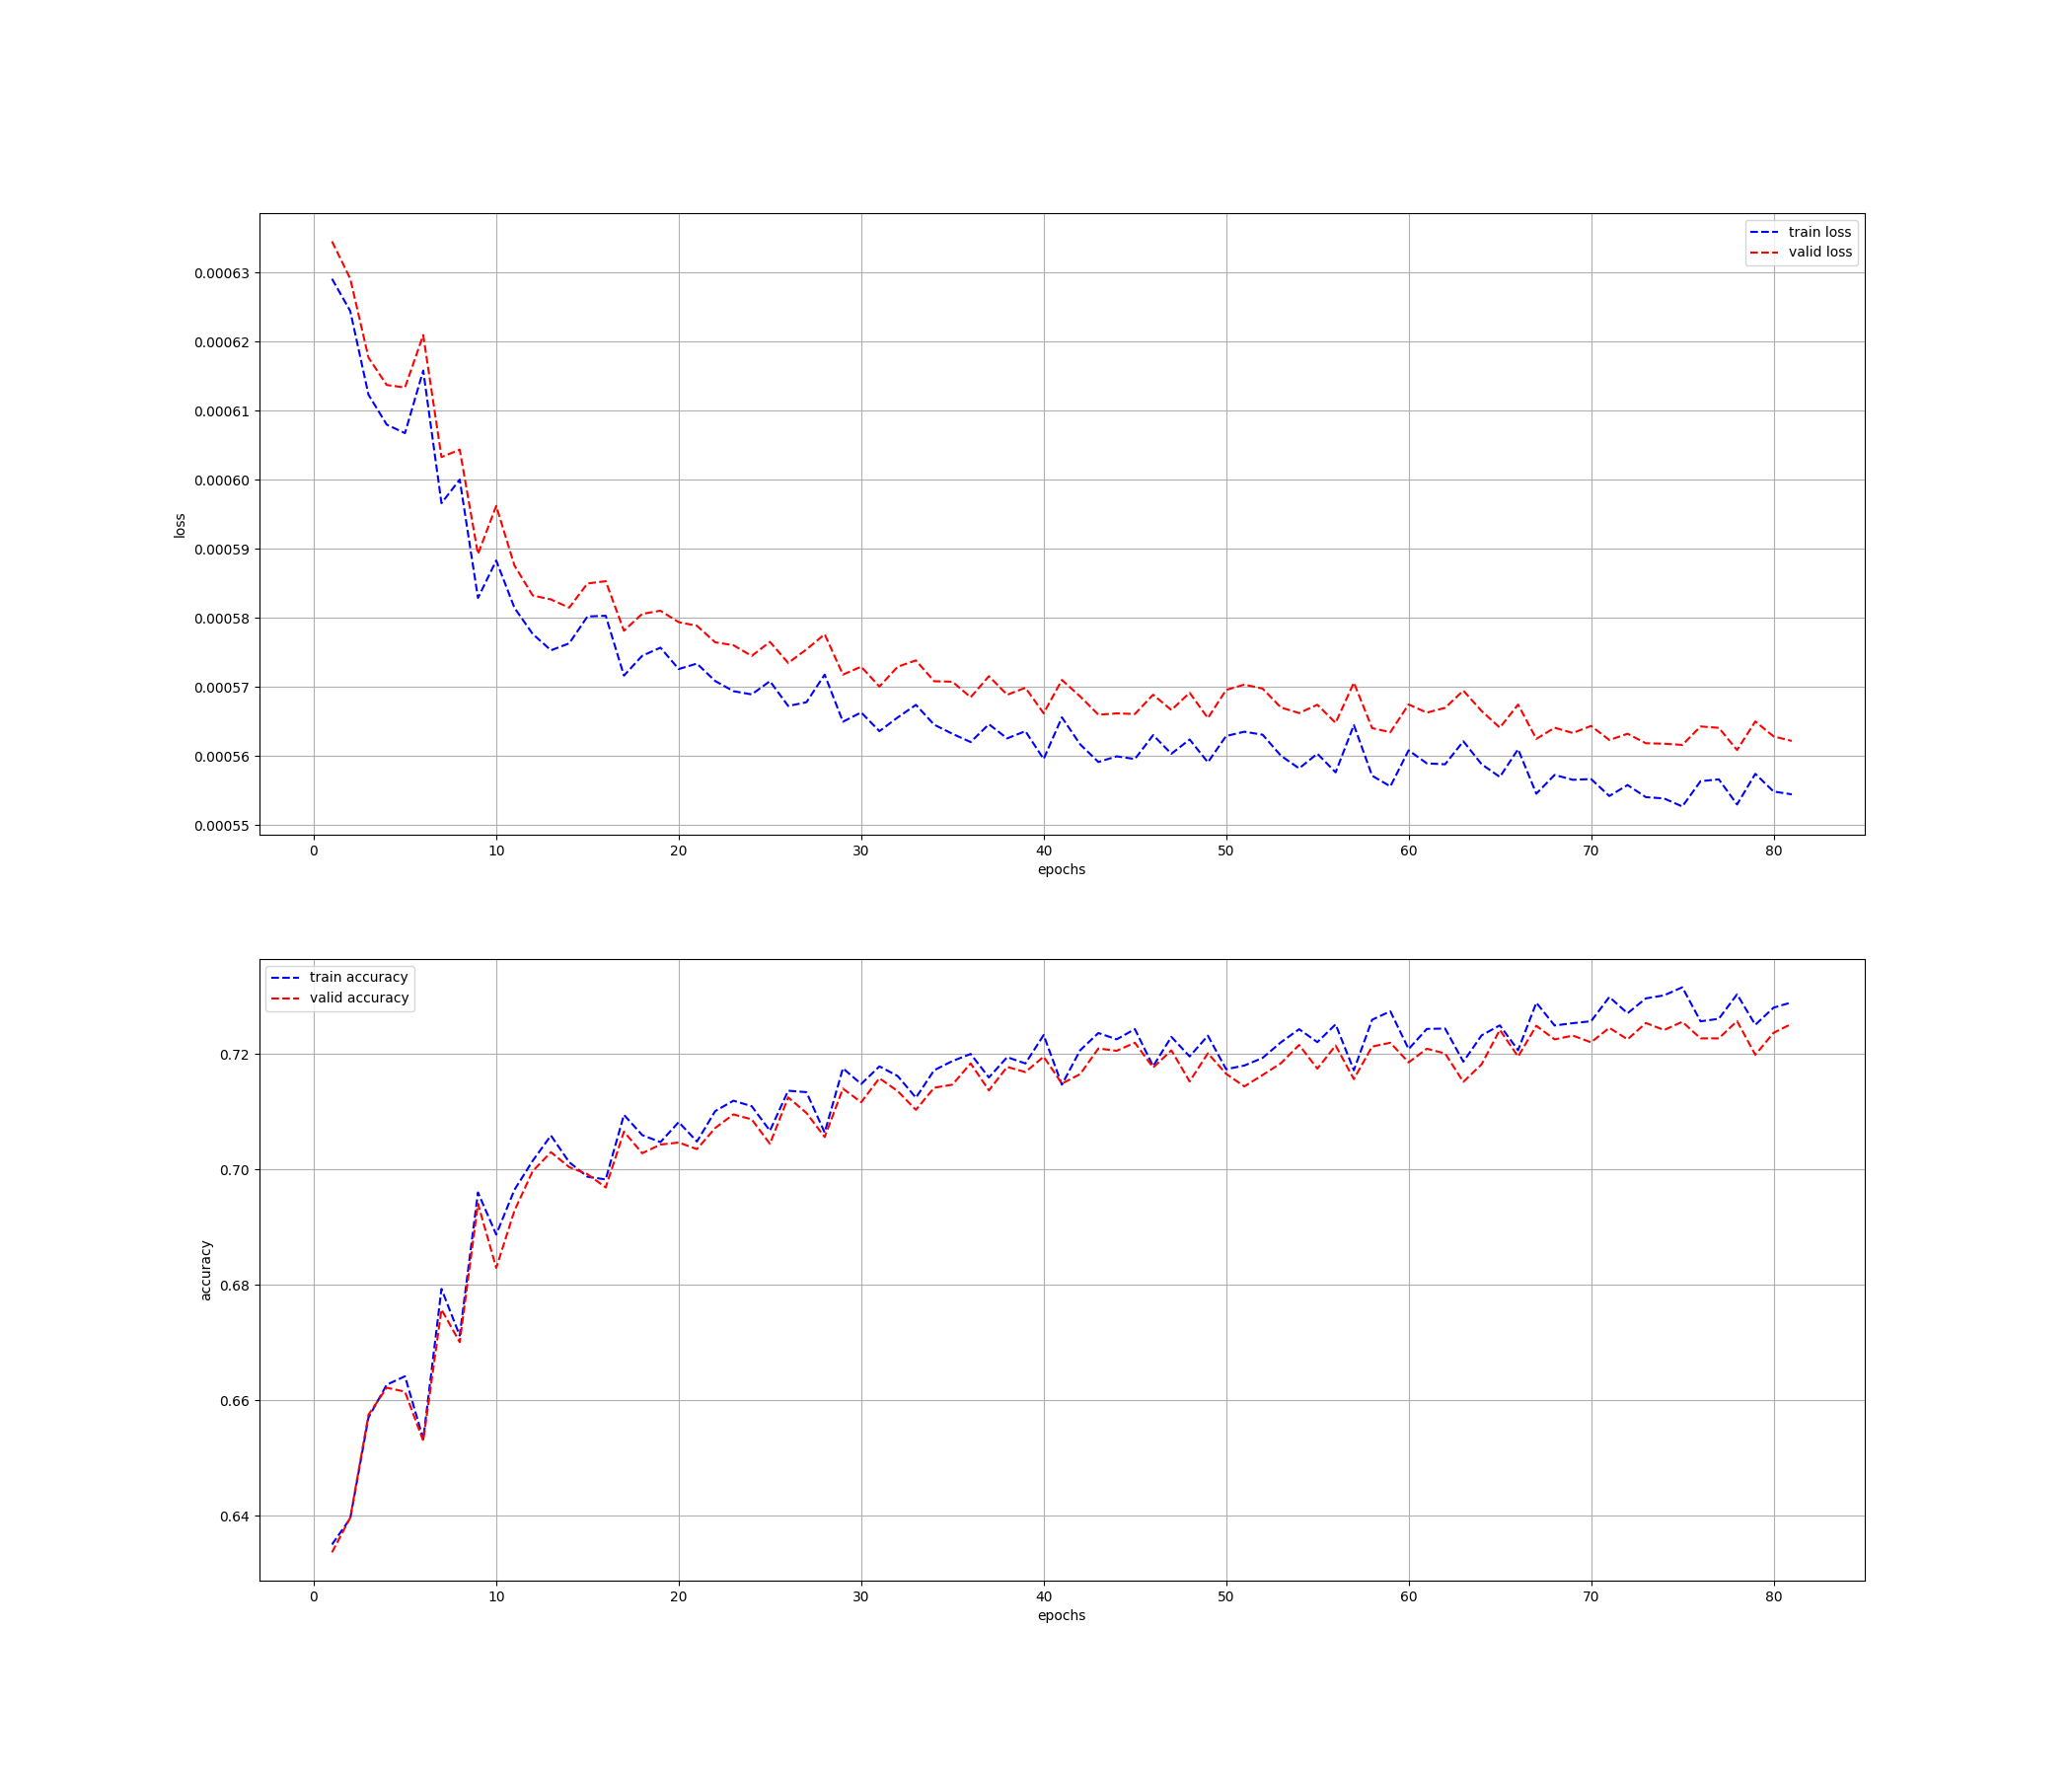 train loss
valid loss
0.00063
0.00062
0.00061
0.00060
0.00059
0.00058
0.00057
0.00056
0.00055
loss
0 10 20 30 40 50 60 70 80
epochs
train accuracy
valid accuracy
0.72
0.70
0.68
0.66
0.64
accuracy
0 10 20 30 40 50 60 70 80
epochs